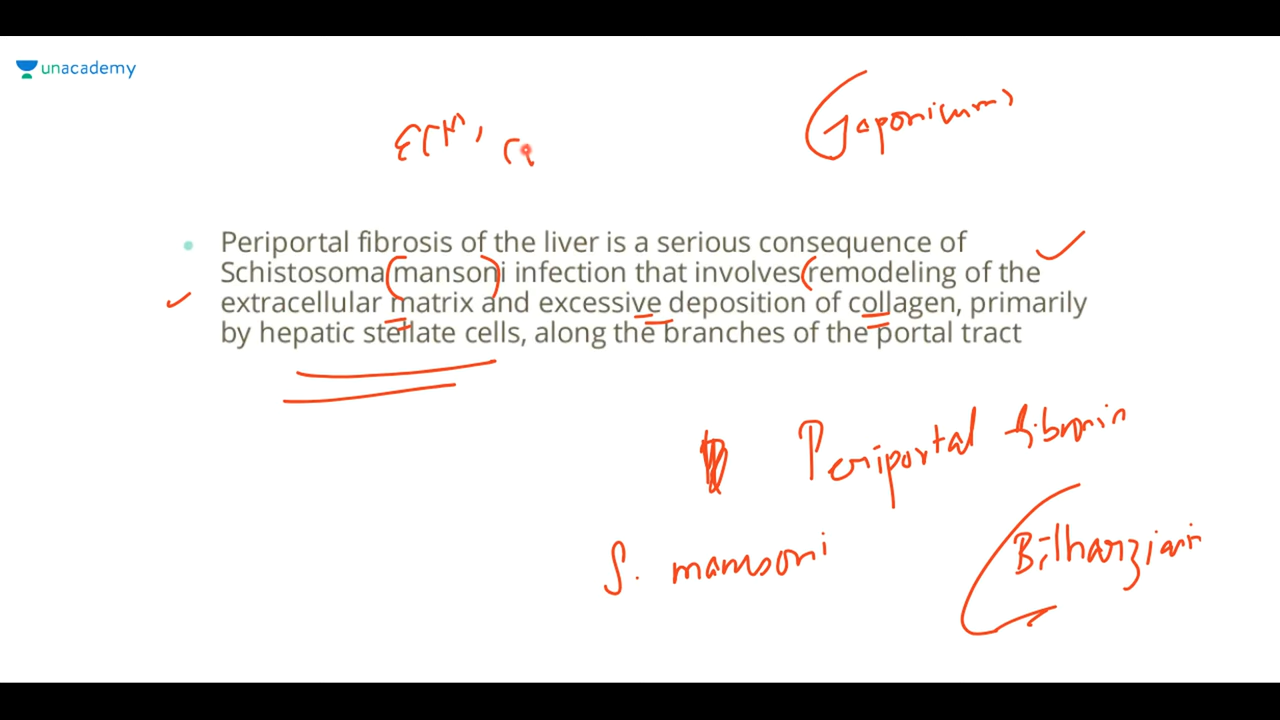 unacademy
Japonicum
ECM,
Periportal fibrosis of the liver is a serious consequence of
Schistosoma mansoni infection that involves remodeling of the
extracellular matrix and excessive deposition of collagen, primarily
by hepatic stellate cells, along the branches of the portal tract
Periportal fibrosis
S. mansoni
Bilharziasis